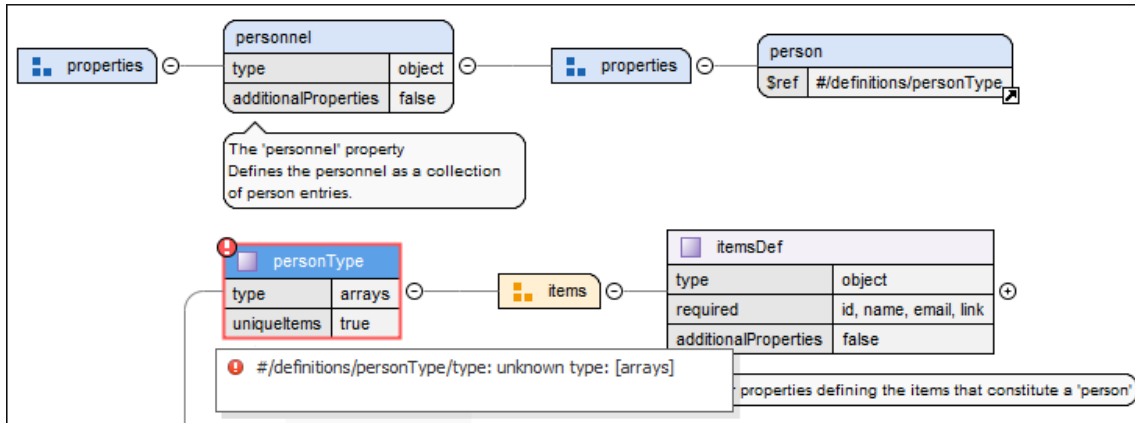 properties
personnel
type object
additionalProperties false
properties
person
$ref #/definitions/personType
The 'personnel' property
Defines the personnel as a collection
of person entries.
personType
type arrays
uniqueItems true
items
itemsDef
type object
required id, name, email, link
additionalProperties false
#/definitions/personType/type: unknown type: [arrays]
properties defining the items that constitute a 'person'